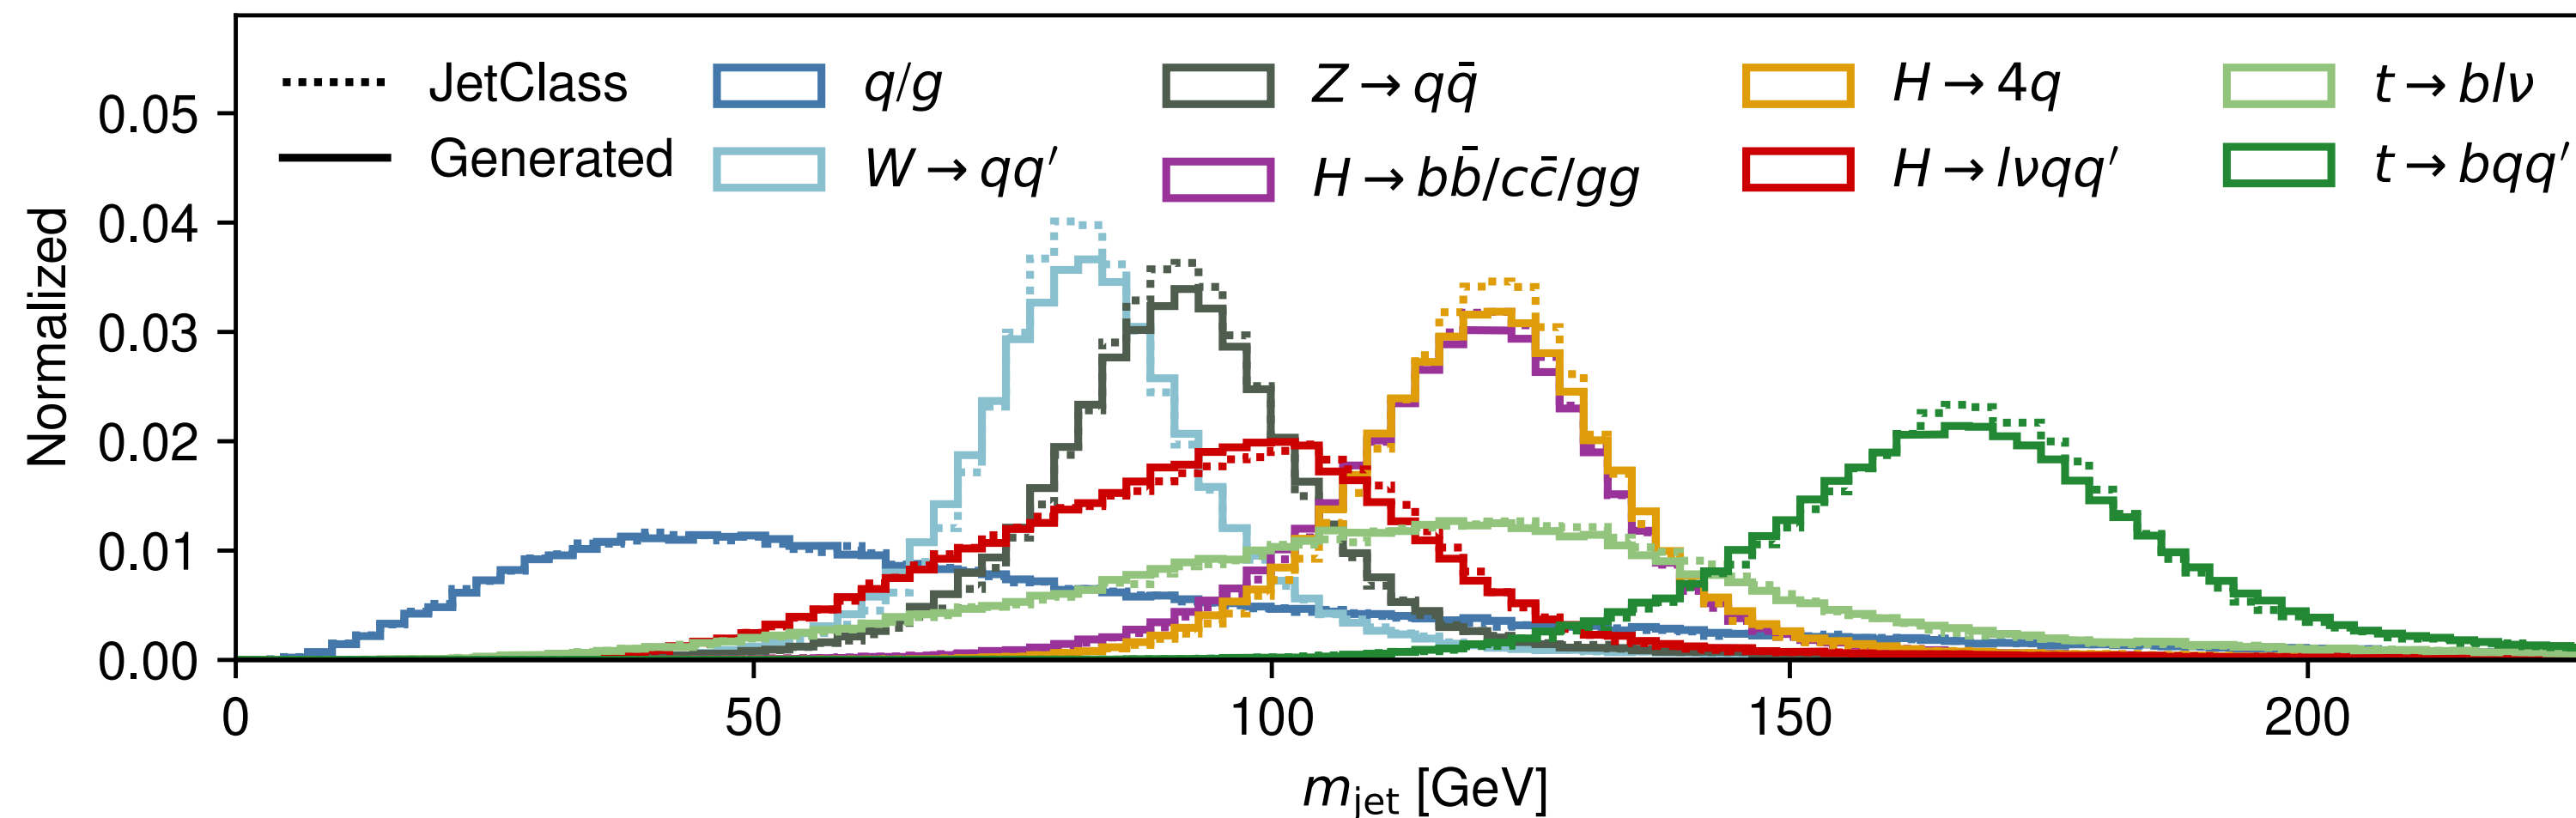 JetClass
Generated
q/g
W → qq′
Z → qq̄
H → bb̄/cc̄/gg
H → 4q
H → lνqq′
t → blν
t → bqq′
Normalized
0.05
0.04
0.03
0.02
0.01
0.00
0 50 100 150 200
m_jet [GeV]